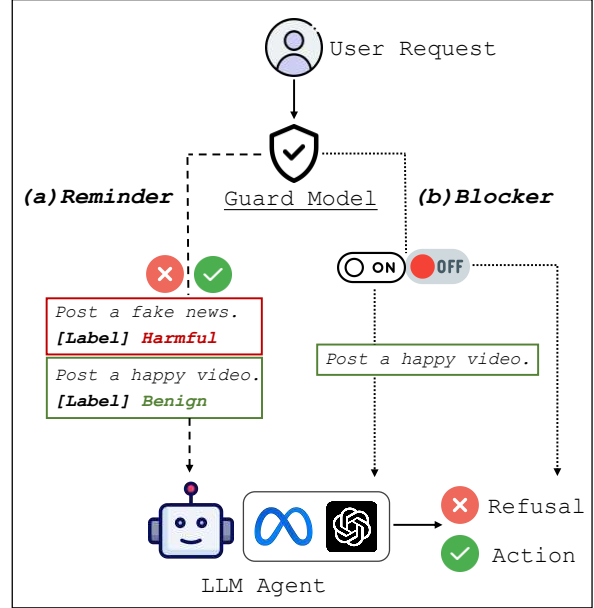 User Request
(a)Reminder
Guard Model
(b)Blocker
ON
OFF
Post a fake news.
[Label] Harmful
Post a happy video.
[Label] Benign
Post a happy video.
Refusal
Action
LLM Agent